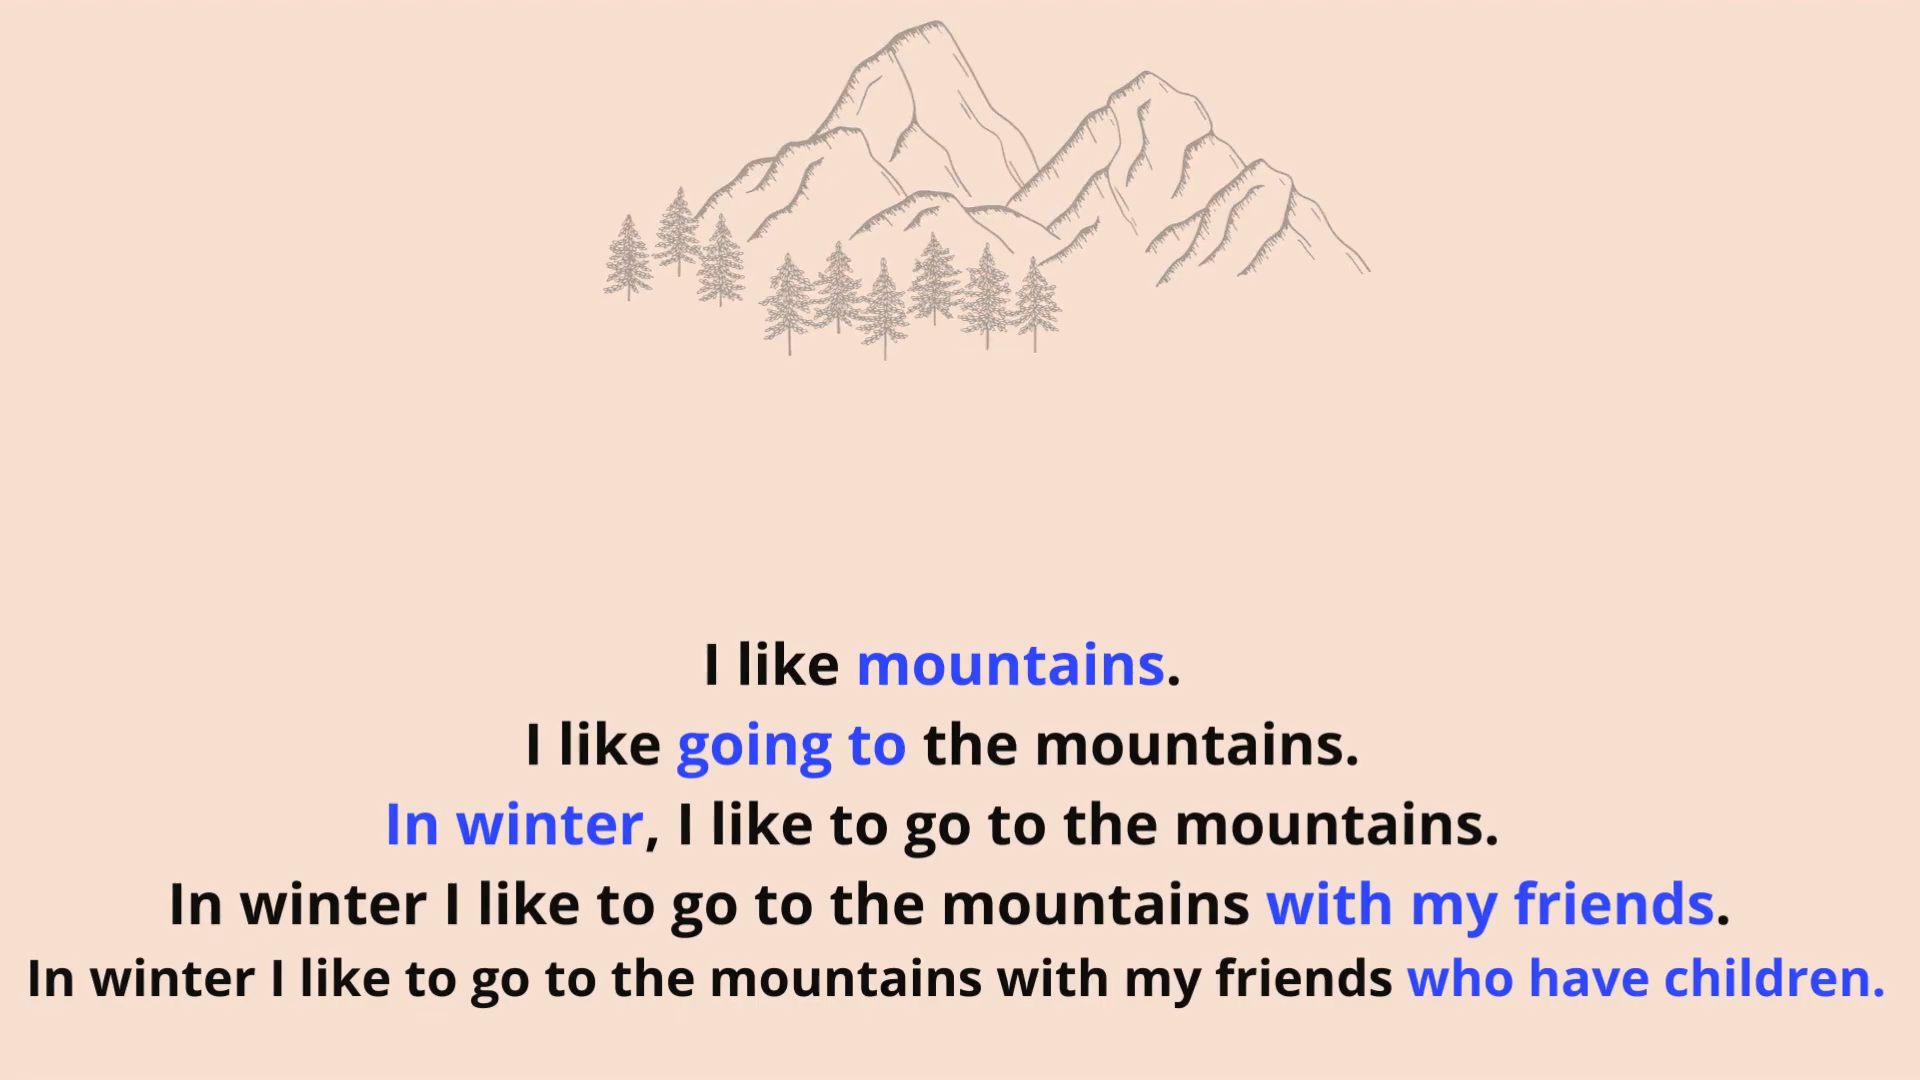 I like mountains.
I like going to the mountains.
In winter, I like to go to the mountains.
In winter I like to go to the mountains with my friends.
In winter I like to go to the mountains with my friends who have children.